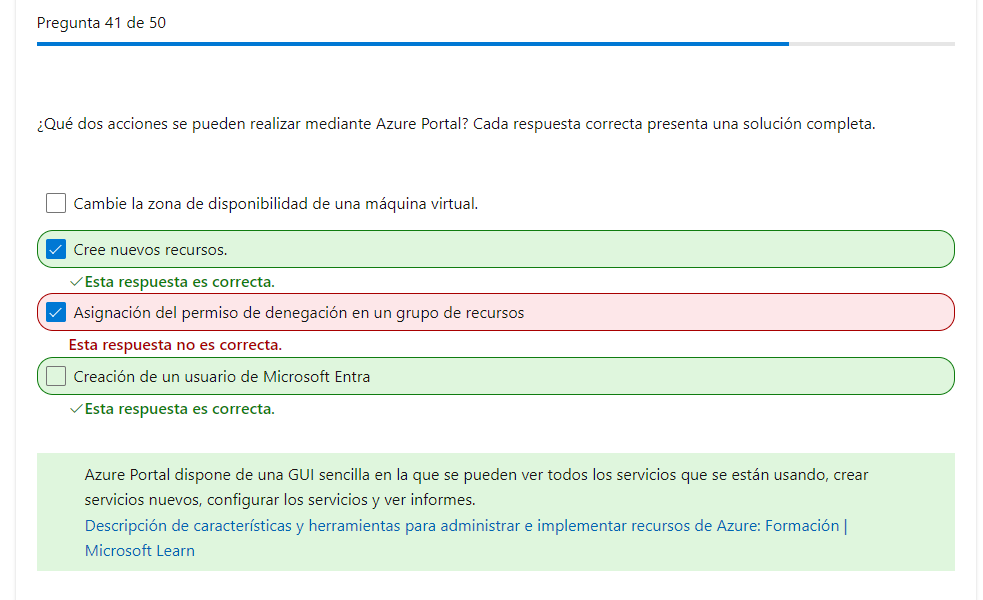 Pregunta 41 de 50
¿Qué dos acciones se pueden realizar mediante Azure Portal? Cada respuesta correcta presenta una solución completa.
Cambie la zona de disponibilidad de una máquina virtual.
Cree nuevos recursos.
Esta respuesta es correcta.
Asignación del permiso de denegación en un grupo de recursos
Esta respuesta no es correcta.
Creación de un usuario de Microsoft Entra
Esta respuesta es correcta.
Azure Portal dispone de una GUI sencilla en la que se pueden ver todos los servicios que se están usando, crear
servicios nuevos, configurar los servicios y ver informes.
Descripción de características y herramientas para administrar e implementar recursos de Azure: Formación |
Microsoft Learn